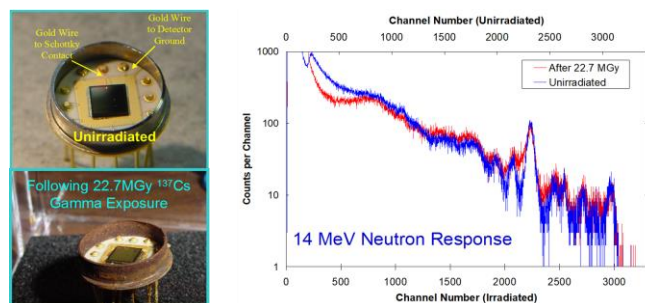 Gold Wire
to Schottky
Contact
Gold Wire
to Detector
Ground
Unirradiated
Following 22.7MGy ¹³⁷Cs
Gamma Exposure
Channel Number (Unirradiated)
0 500 1000 1500 2000 2500 3000
1000
100
10
1
Counts per Channel
After 22.7 MGy
Unirradiated
14 MeV Neutron Response
0 500 1000 1500 2000 2500 3000
Channel Number (Irradiated)